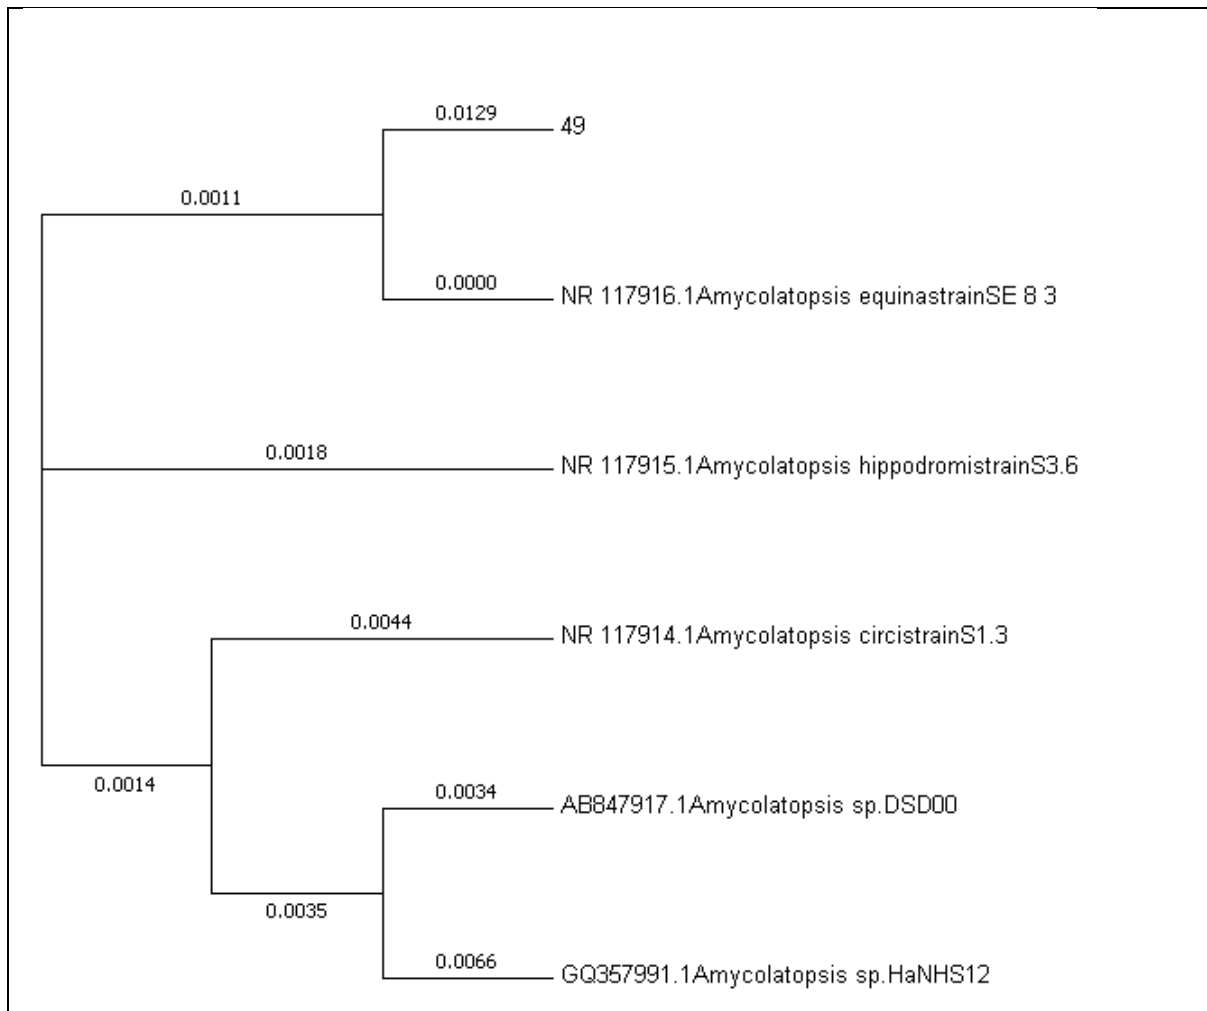 0.0129
49
0.0011
0.0000
NR 117916.1Amycolatopsis equinastrainSE 8 3
0.0018
NR 117915.1Amycolatopsis hippodromistrainS3.6
0.0044
NR 117914.1Amycolatopsis circistrainS1.3
0.0014
0.0034
AB847917.1Amycolatopsis sp.DSD00
0.0035
0.0066
GQ357991.1Amycolatopsis sp.HaNHS12